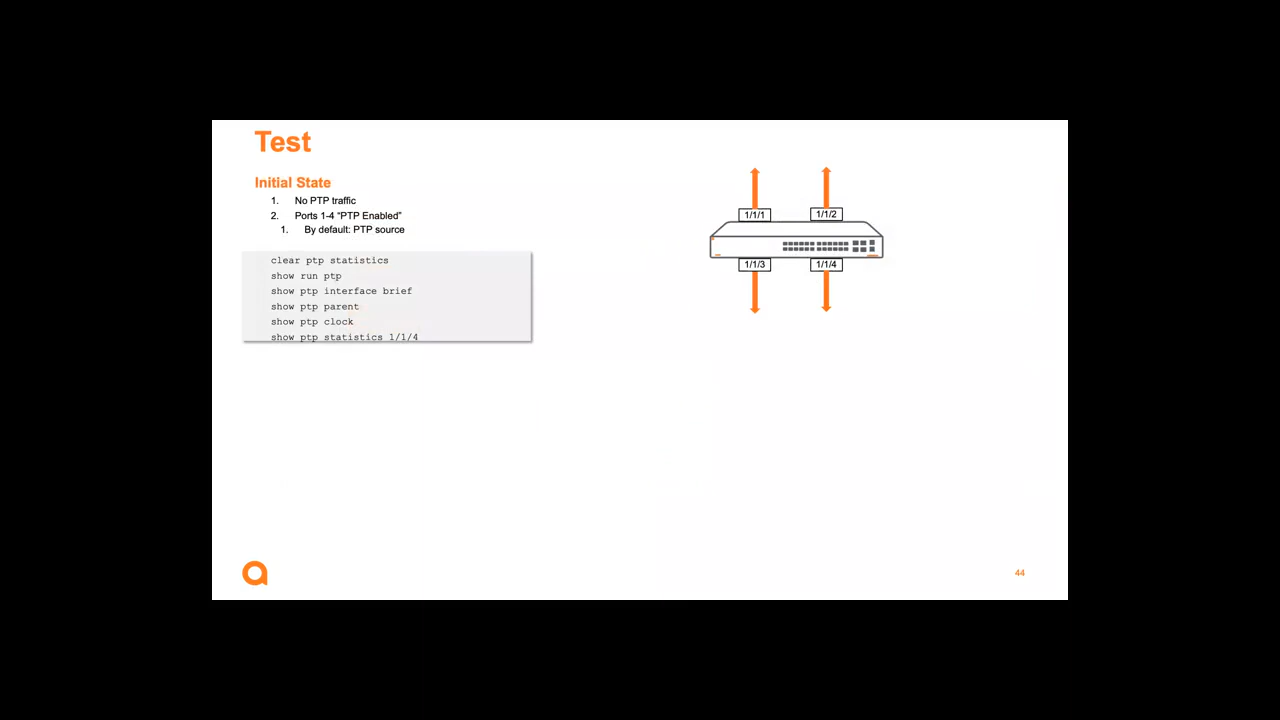 Test
Initial State
1. No PTP traffic
2. Ports 1-4 “PTP Enabled”
1. By default: PTP source
clear ptp statistics
show run ptp
show ptp interface brief
show ptp parent
show ptp clock
show ptp statistics 1/1/4
1/1/1
1/1/2
1/1/3
1/1/4
44